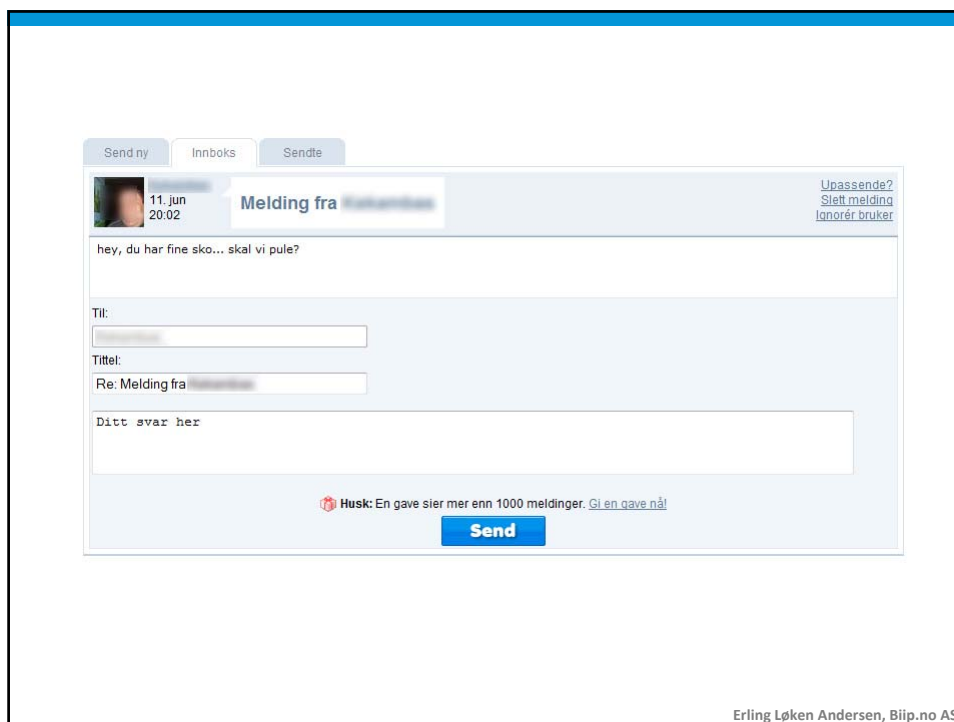 Send ny
Innboks
Sendte
11. jun
20:02
Melding fra
Upassende?
Slett melding
Ignorér bruker
hey, du har fine sko... skal vi pule?
Til:
Tittel:
Re: Melding fra
Ditt svar her
Husk: En gave sier mer enn 1000 meldinger. Gi en gave nå!
Send
Erling Løken Andersen, Biip.no AS